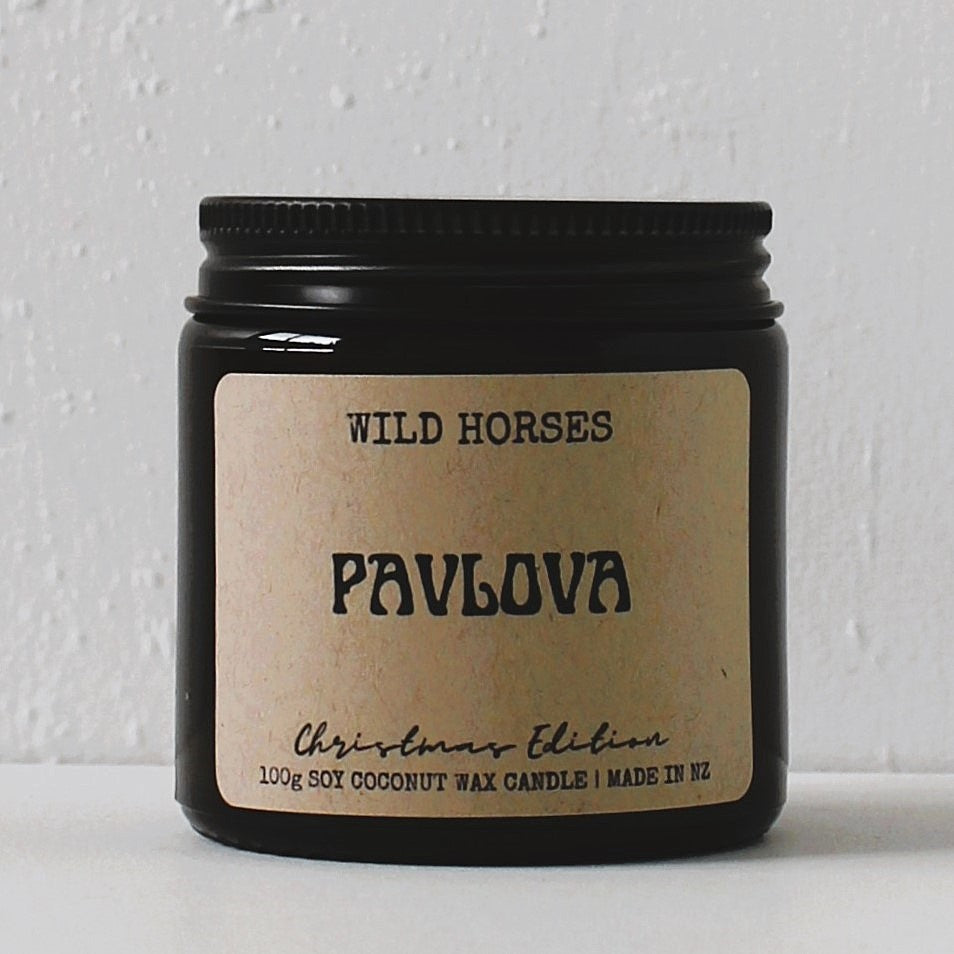 WILD HORSES
PAVLOVA
Christmas Edition
100g SOY COCONUT WAX CANDLE | MADE IN NZ